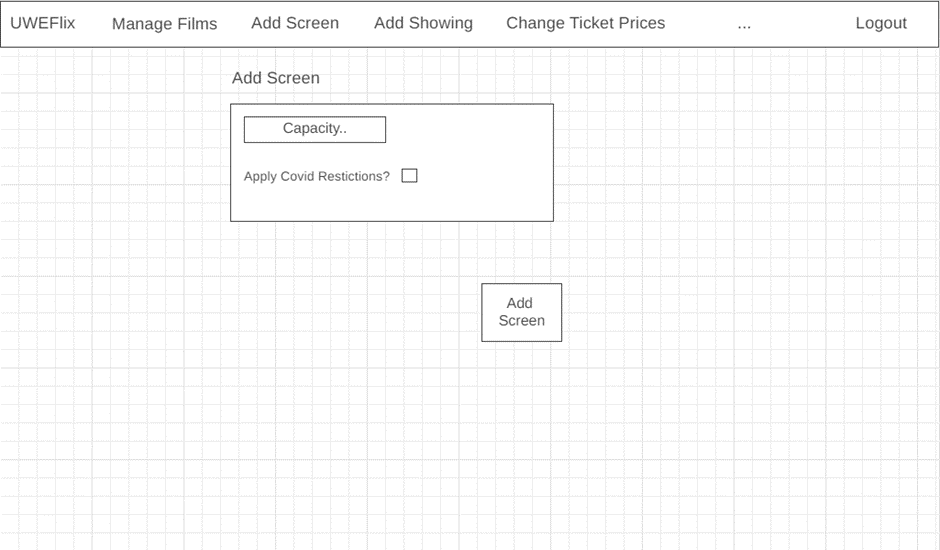 UWEFlix Manage Films Add Screen Add Showing Change Ticket Prices ... Logout
Add Screen
Capacity..
Apply Covid Restictions?
Add
Screen